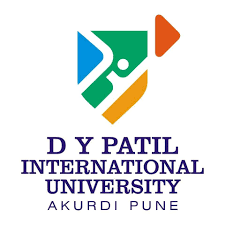 D Y PATIL
INTERNATIONAL
UNIVERSITY
AKURDI PUNE